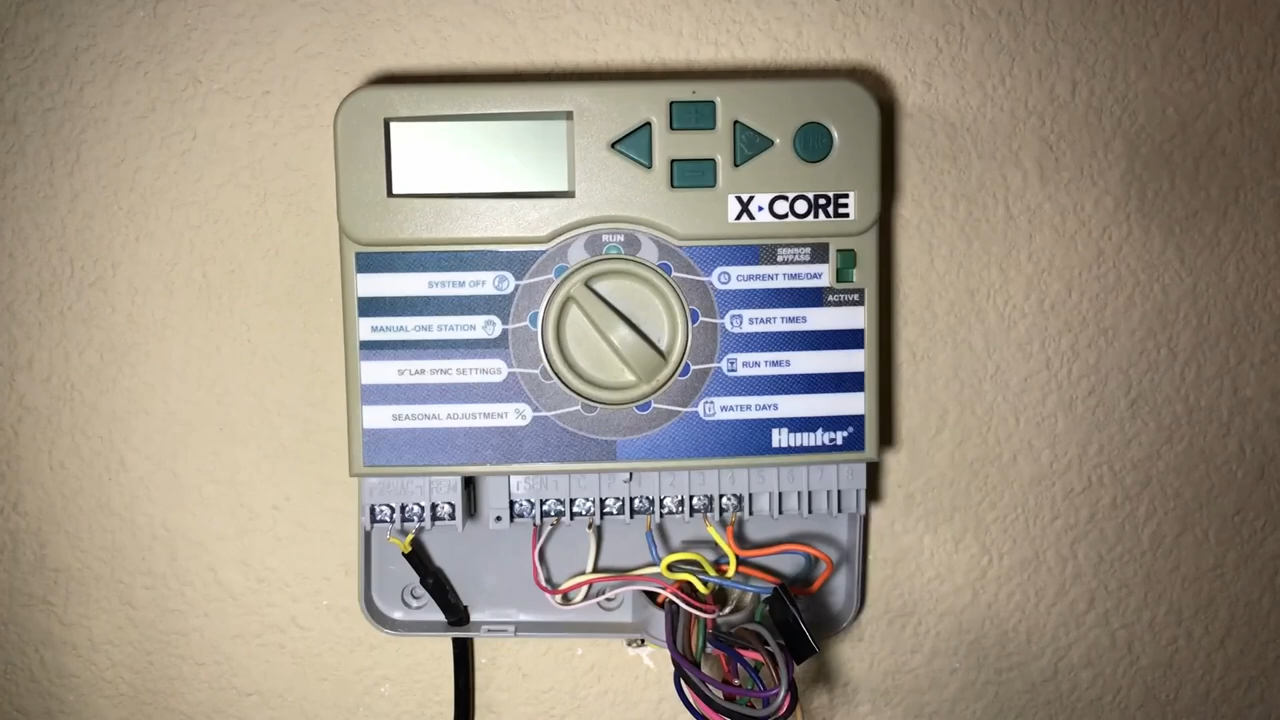 X CORE
RUN
SENSOR
BYPASS
SYSTEM OFF
CURRENT TIME/DAY
ACTIVE
MANUAL-ONE STATION
START TIMES
SOLAR-SYNC SETTINGS
RUN TIMES
SEASONAL ADJUSTMENT %
WATER DAYS
Hunter®
REM
SEN
C P 1 2 3 4 5 6 7 8